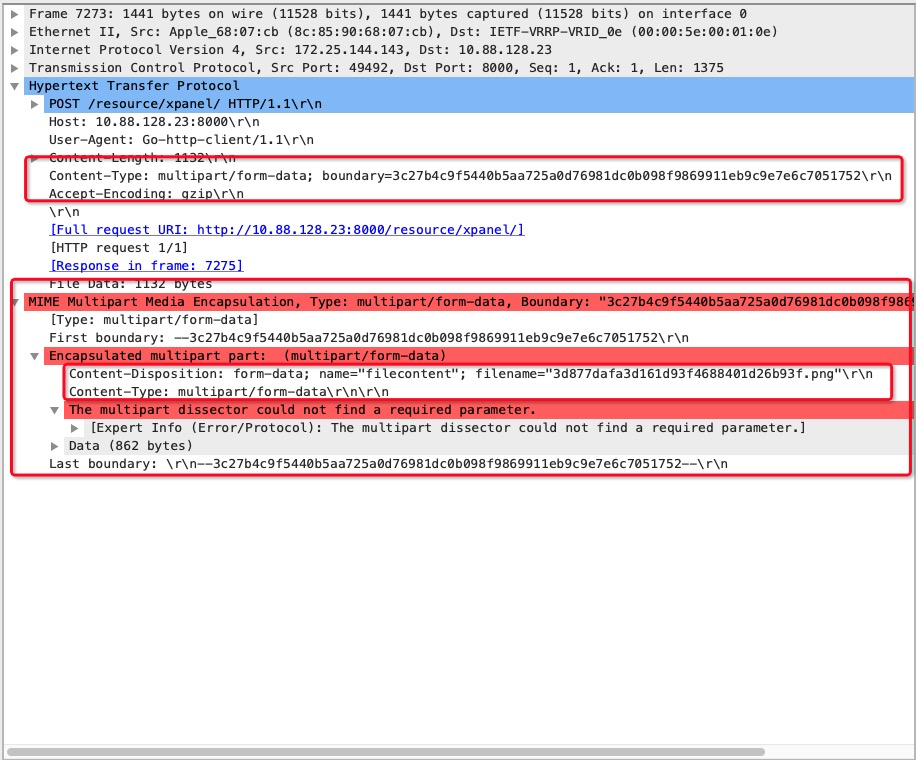 Frame 7273: 1441 bytes on wire (11528 bits), 1441 bytes captured (11528 bits) on interface 0
Ethernet II, Src: Apple_68:07:cb (8c:85:90:68:07:cb), Dst: IETF-VRRP-VRID_0e (00:00:5e:00:01:0e)
Internet Protocol Version 4, Src: 172.25.144.143, Dst: 10.88.128.23
Transmission Control Protocol, Src Port: 49492, Dst Port: 8000, Seq: 1, Ack: 1, Len: 1375
Hypertext Transfer Protocol
POST /resource/xpanel/ HTTP/1.1\r\n
Host: 10.88.128.23:8000\r\n
User-Agent: Go-http-client/1.1\r\n
Content-Length: 1132\r\n
Content-Type: multipart/form-data; boundary=3c27b4c9f5440b5aa725a0d76981dc0b098f9869911eb9c9e7e6c7051752\r\n
Accept-Encoding: gzip\r\n
\r\n
[Full request URI: http://10.88.128.23:8000/resource/xpanel/]
[HTTP request 1/1]
[Response in frame: 7275]
File Data: 1132 bytes
MIME Multipart Media Encapsulation, Type: multipart/form-data, Boundary: "3c27b4c9f5440b5aa725a0d76981dc0b098f986
[Type: multipart/form-data]
First boundary: --3c27b4c9f5440b5aa725a0d76981dc0b098f9869911eb9c9e7e6c7051752\r\n
Encapsulated multipart part:  (multipart/form-data)
Content-Disposition: form-data; name="filecontent"; filename="3d877dafa3d161d93f4688401d26b93f.png"\r\n
Content-Type: multipart/form-data\r\n\r\n
The multipart dissector could not find a required parameter.
[Expert Info (Error/Protocol): The multipart dissector could not find a required parameter.]
Data (862 bytes)
Last boundary: \r\n--3c27b4c9f5440b5aa725a0d76981dc0b098f9869911eb9c9e7e6c7051752--\r\n